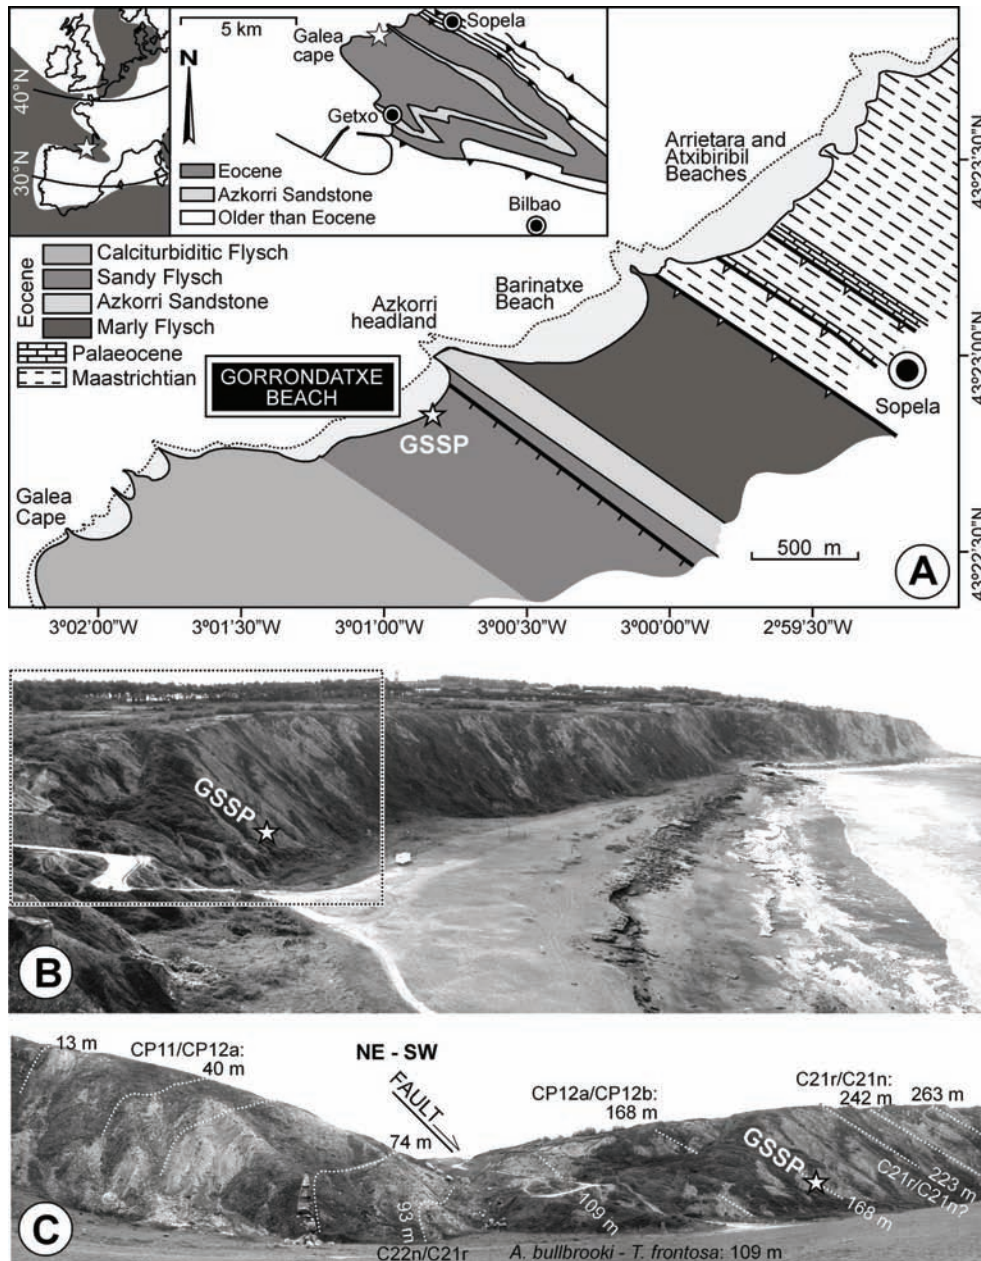 40°N
30°N
5 km
N
Sopela
Galea
cape
Getxo
Bilbao
Eocene
Azkorri Sandstone
Older than Eocene
Eocene
Calciturbiditic Flysch
Sandy Flysch
Azkorri Sandstone
Marly Flysch
Palaeocene
Maastrichtian
Arrietara and
Atxibiribil
Beaches
Barinatxe
Beach
Azkorri
headland
GORRONDATXE
BEACH
GSSP
Sopela
Galea
Cape
500 m
A
43°23'30"N
43°23'00"N
43°22'30"N
3°02'00"W
3°01'30"W
3°01'00"W
3°00'30"W
3°00'00"W
2°59'30"W
GSSP
B
NE - SW
13 m
CP11/CP12a:
40 m
FAULT
74 m
CP12a/CP12b:
168 m
C21r/C21n:
242 m
263 m
GSSP
93 m
109 m
168 m
223 m
C21r/C21n?
C22n/C21r
A. bullbrooki - T. frontosa: 109 m
C